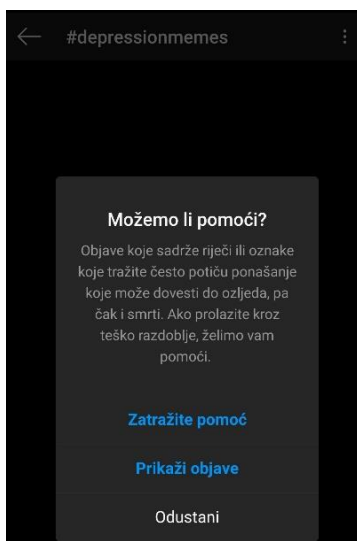 #depressionmemes
Možemo li pomoći?
Objave koje sadrže riječi ili oznake
koje tražite često potiču ponašanje
koje može dovesti do ozljeda, pa
čak i smrti. Ako prolazite kroz
teško razdoblje, želimo vam
pomoći.
Zatražite pomoć
Prikaži objave
Odustani